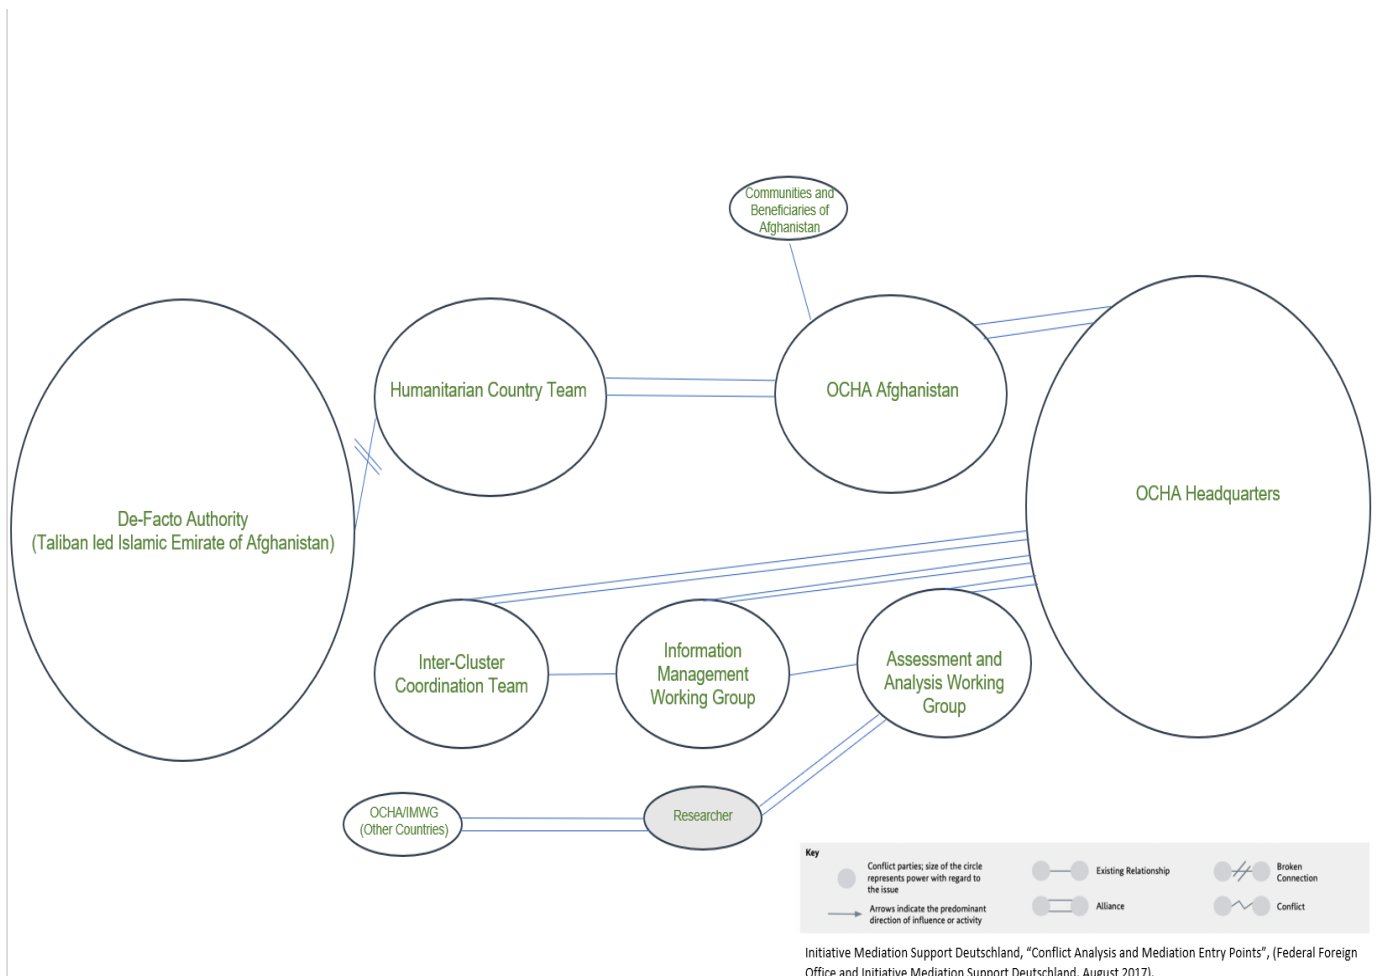 Communities and
Beneficiaries of
Afghanistan
Humanitarian Country Team
OCHA Afghanistan
OCHA Headquarters
De-Facto Authority
(Taliban led Islamic Emirate of Afghanistan)
Inter-Cluster
Coordination Team
Information
Management
Working Group
Assessment and
Analysis Working
Group
OCHA/IMWG
(Other Countries)
Researcher
Key
Conflict parties; size of the circle
represents power with regard to
the issue
Arrows indicate the predominant
direction of influence or activity
Existing Relationship
Alliance
Broken
Connection
Conflict
Initiative Mediation Support Deutschland, “Conflict Analysis and Mediation Entry Points”, (Federal Foreign
Office and Initiative Mediation Support Deutschland, August 2017).